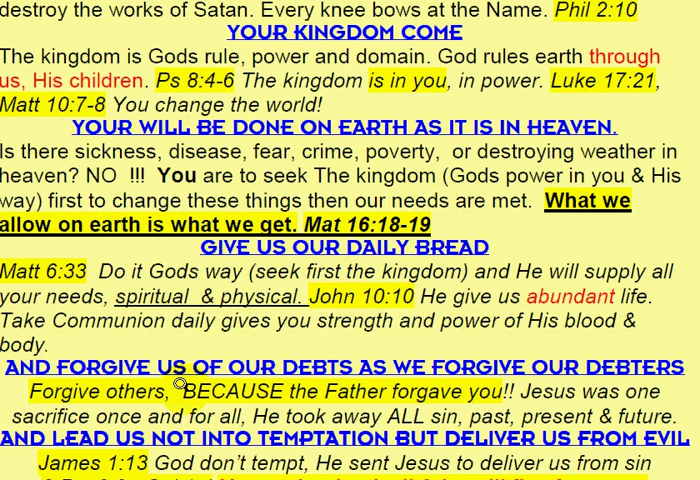 destroy the works of Satan. Every knee bows at the Name. Phil 2:10
YOUR KINGDOM COME
The kingdom is Gods rule, power and domain. God rules earth through
us, His children. Ps 8:4-6 The kingdom is in you, in power. Luke 17:21,
Matt 10:7-8 You change the world!
YOUR WILL BE DONE ON EARTH AS IT IS IN HEAVEN.
Is there sickness, disease, fear, crime, poverty, or destroying weather in
heaven? NO !!! You are to seek The kingdom (Gods power in you & His
way) first to change these things then our needs are met. What we
allow on earth is what we get. Mat 16:18-19
GIVE US OUR DAILY BREAD
Matt 6:33 Do it Gods way (seek first the kingdom) and He will supply all
your needs, spiritual & physical. John 10:10 He give us abundant life.
Take Communion daily gives you strength and power of His blood &
body.
AND FORGIVE US OF OUR DEBTS AS WE FORGIVE OUR DEBTERS
Forgive others, BECAUSE the Father forgave you!! Jesus was one
sacrifice once and for all, He took away ALL sin, past, present & future.
AND LEAD US NOT INTO TEMPTATION BUT DELIVER US FROM EVIL
James 1:13 God don't tempt, He sent Jesus to deliver us from sin